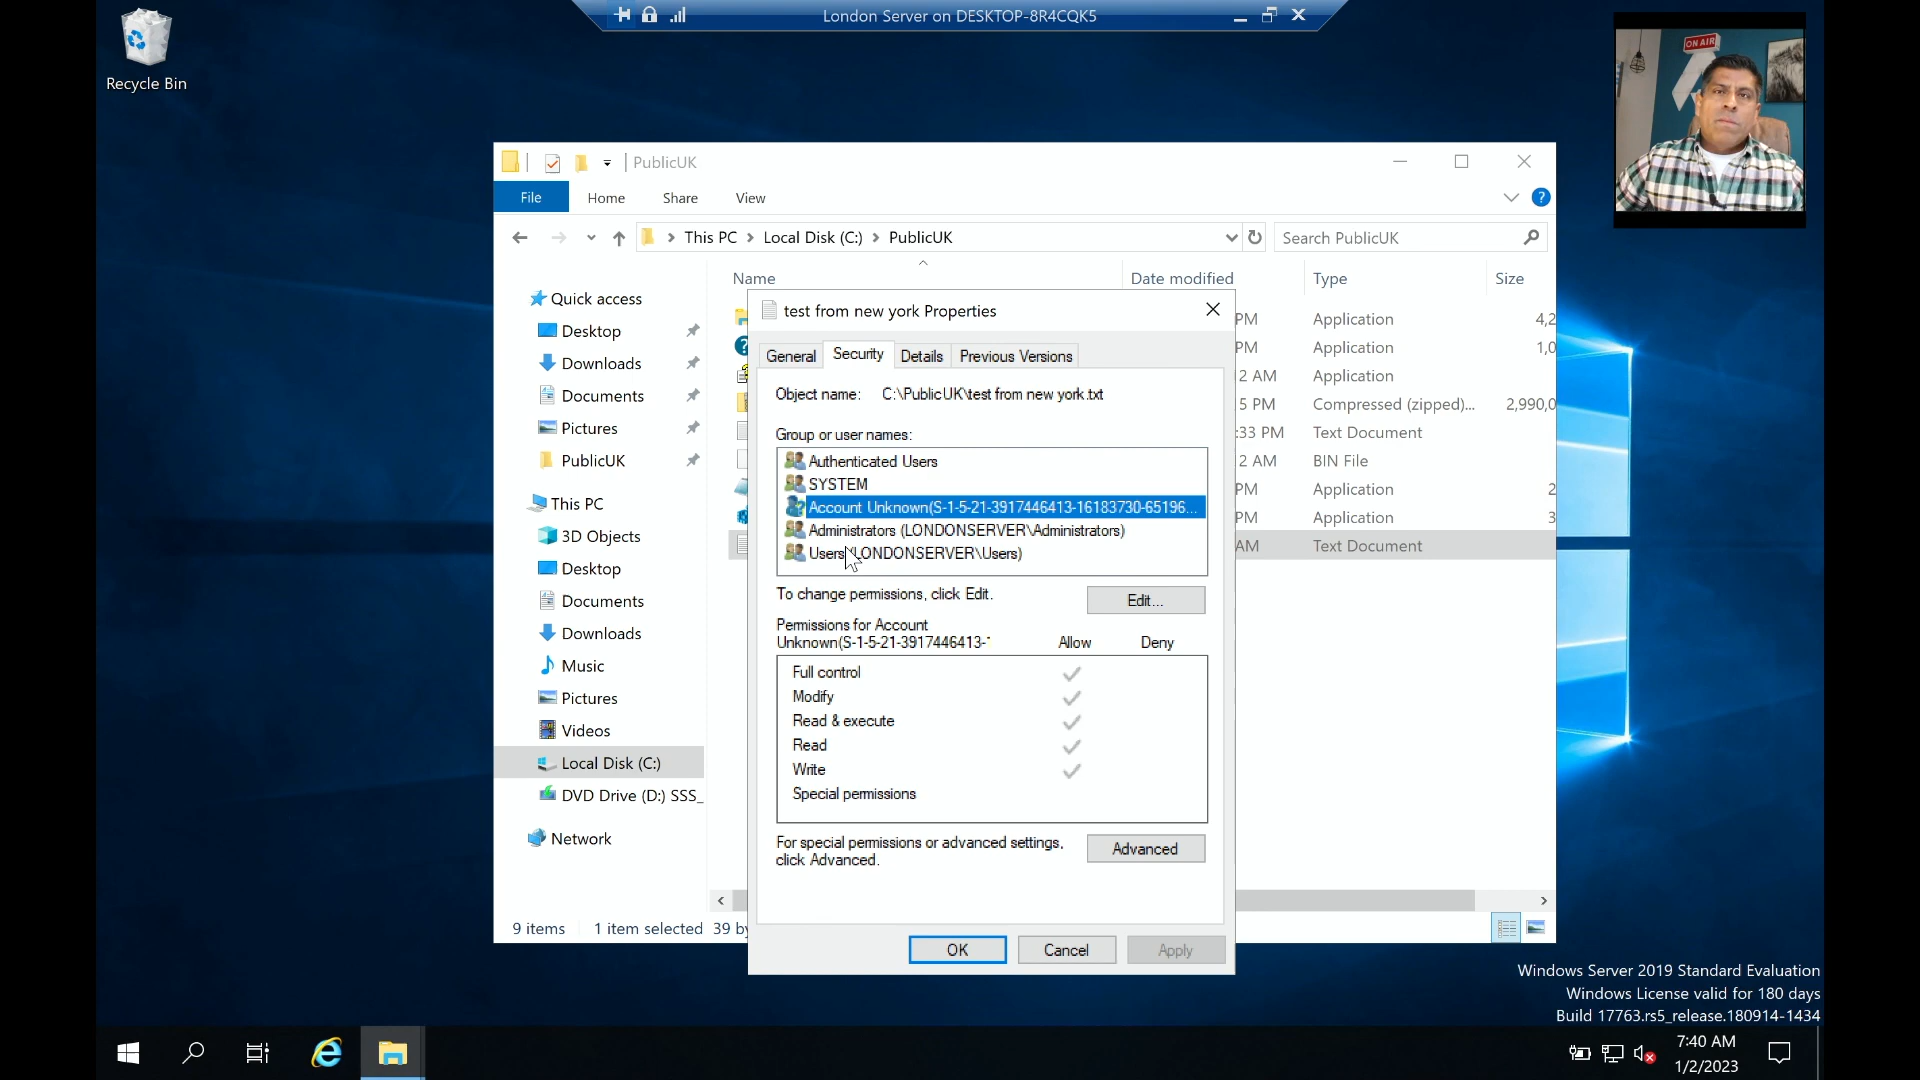 London Server on DESKTOP-8R4CQK5
Recycle Bin
ON AIR
PublicUK
File
Home
Share
View
This PC
Local Disk (C:)
PublicUK
Search PublicUK
Name
Date modified
Type
Size
Quick access
Desktop
Downloads
Documents
Pictures
PublicUK
This PC
3D Objects
Desktop
Documents
Downloads
Music
Pictures
Videos
Local Disk (C:)
DVD Drive (D:) SSS_
Network
PM
Application
4,2
PM
Application
1,0
2 AM
Application
5 PM
Compressed (zipped)...
2,990,0
:33 PM
Text Document
2 AM
BIN File
PM
Application
2
PM
Application
3
AM
Text Document
test from new york Properties
General
Security
Details
Previous Versions
Object name:
C:\PublicUK\test from new york.txt
Group or user names:
Authenticated Users
SYSTEM
Account Unknown(S-1-5-21-3917446413-16183730-65196...
Administrators (LONDONSERVER\Administrators)
Users (LONDONSERVER\Users)
To change permissions, click Edit.
Edit...
Permissions for Account
Unknown(S-1-5-21-3917446413-
Allow
Deny
Full control
Modify
Read & execute
Read
Write
Special permissions
For special permissions or advanced settings,
click Advanced.
Advanced
OK
Cancel
Apply
9 items
1 item selected
39 by
Windows Server 2019 Standard Evaluation
Windows License valid for 180 days
Build 17763.rs5_release.180914-1434
7:40 AM
1/2/2023